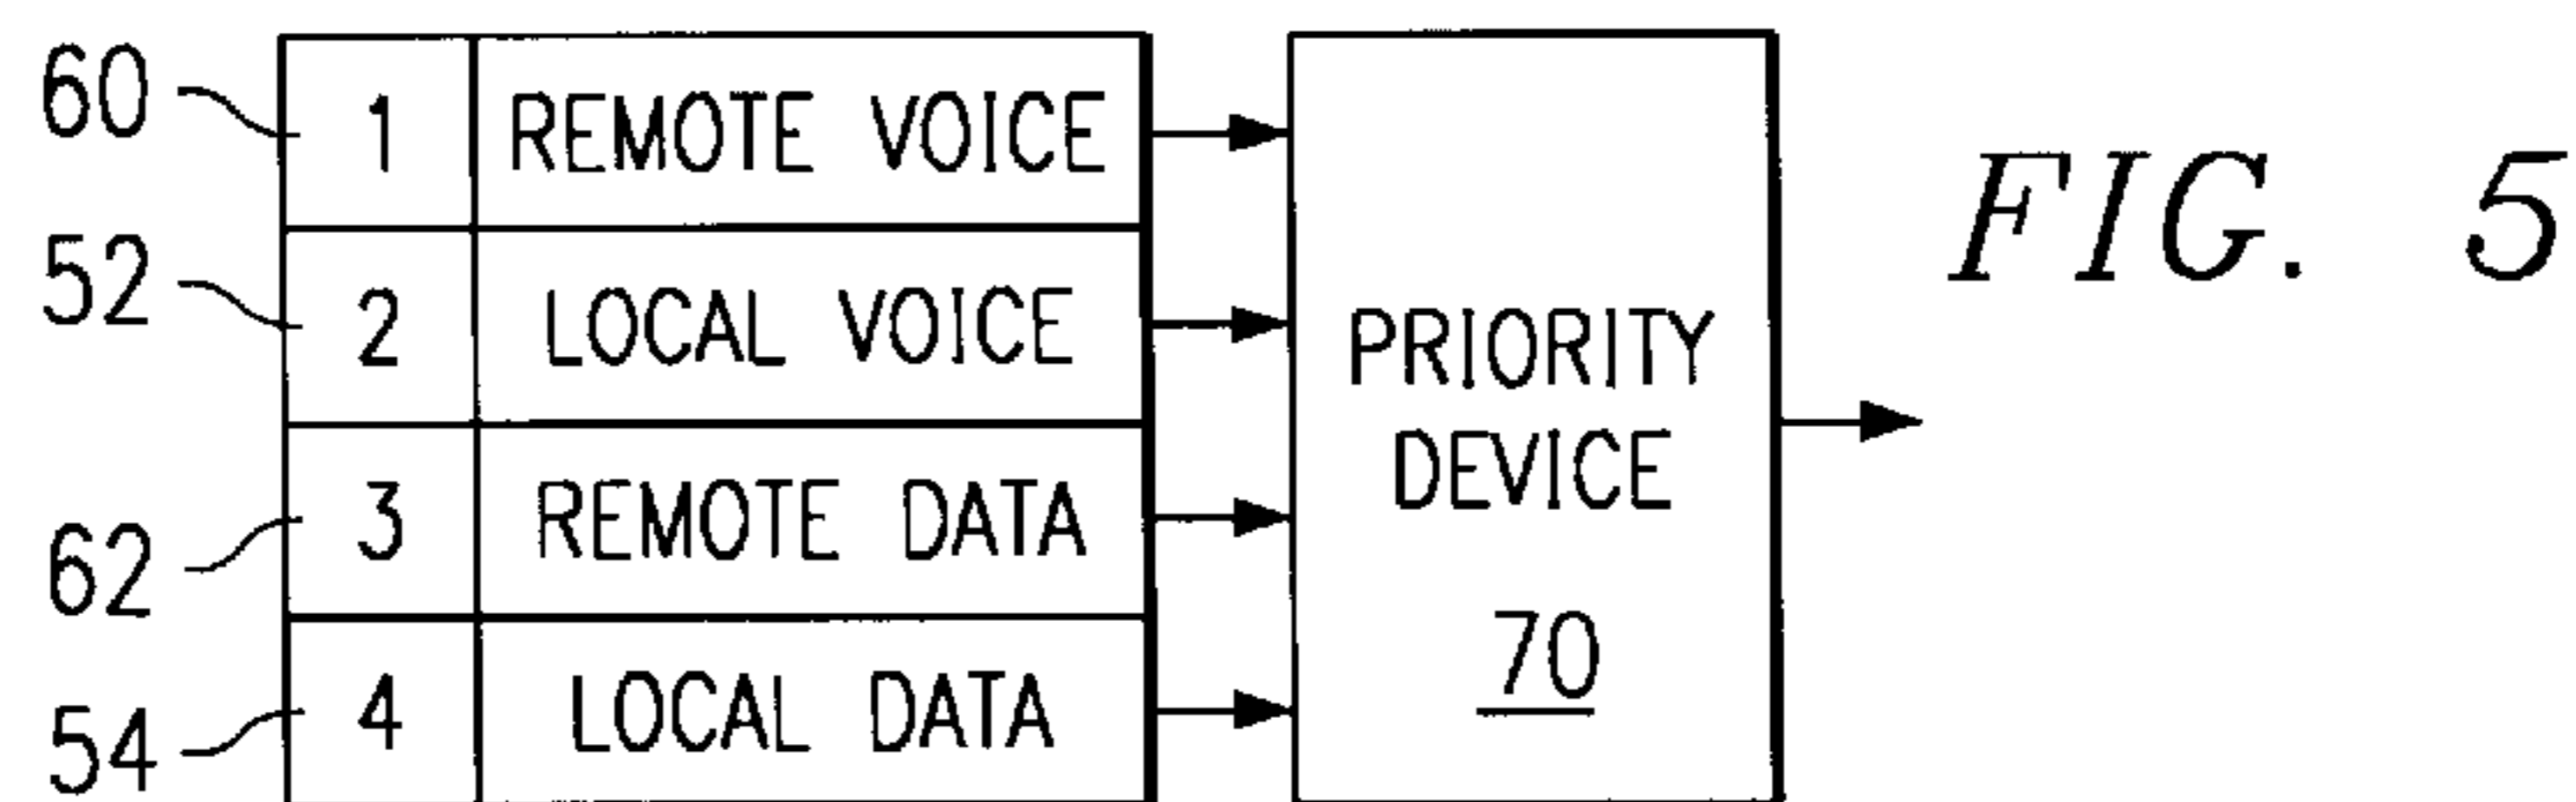 60 1 REMOTE VOICE
52 2 LOCAL VOICE
62 3 REMOTE DATA
54 4 LOCAL DATA
PRIORITY
DEVICE
70
FIG. 5